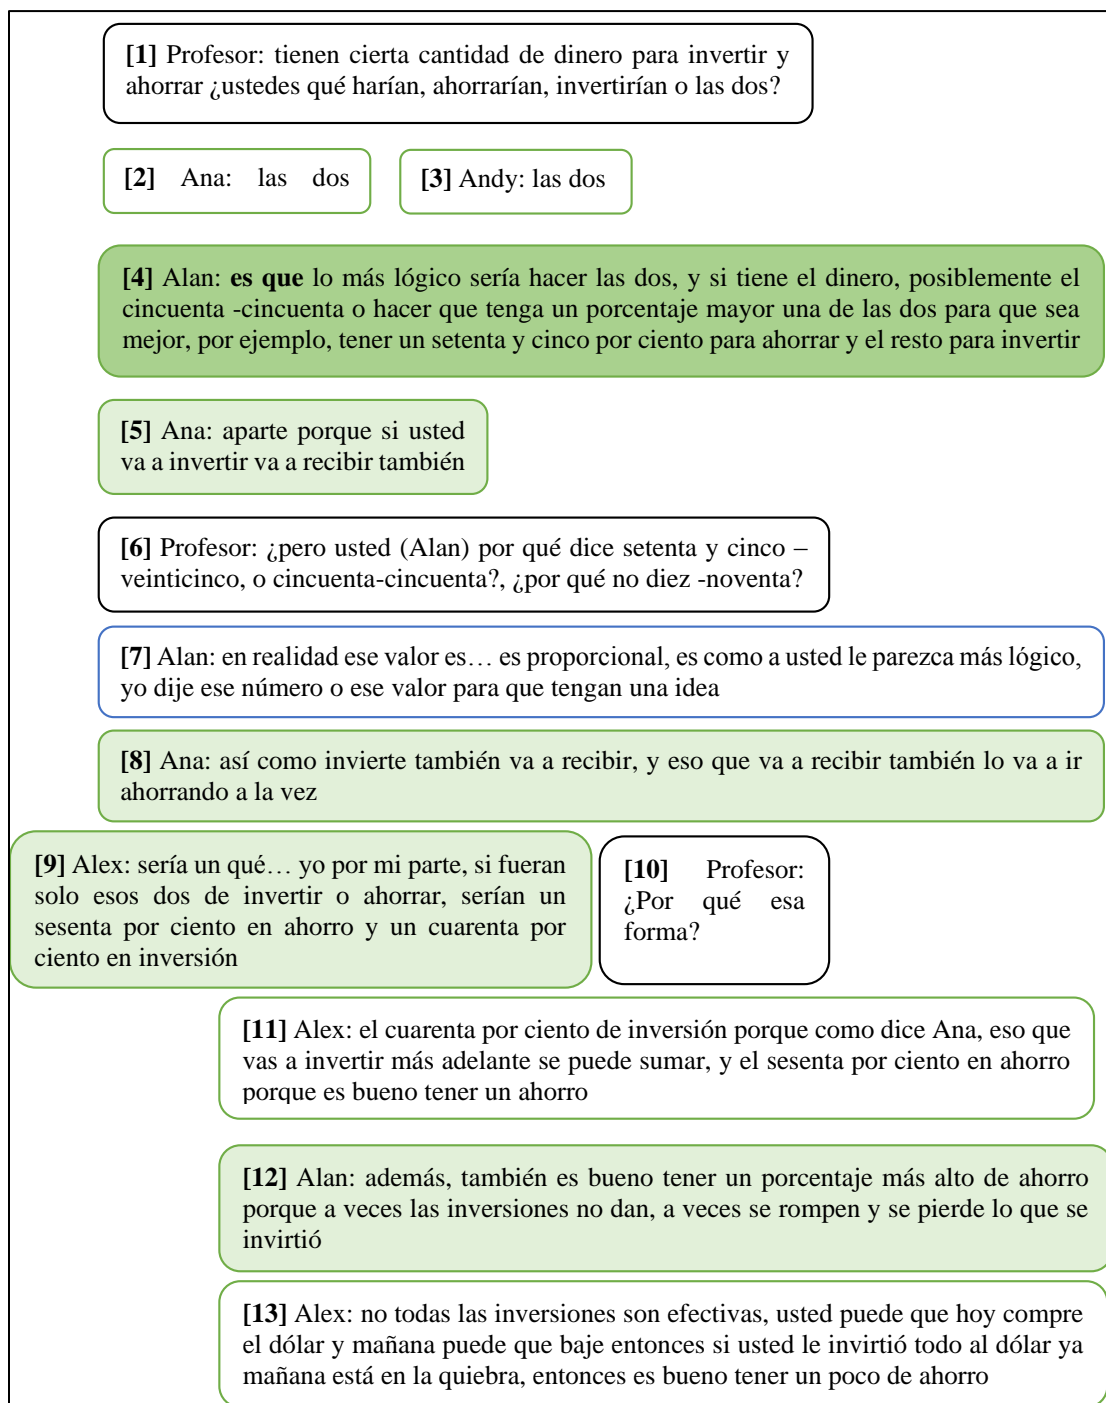 [1] Profesor: tienen cierta cantidad de dinero para invertir y
ahorrar ¿ustedes qué harían, ahorrarían, invertirían o las dos?
[2] Ana: las dos
[3] Andy: las dos
[4] Alan: es que lo más lógico sería hacer las dos, y si tiene el dinero, posiblemente el
cincuenta -cincuenta o hacer que tenga un porcentaje mayor una de las dos para que sea
mejor, por ejemplo, tener un setenta y cinco por ciento para ahorrar y el resto para invertir
[5] Ana: aparte porque si usted
va a invertir va a recibir también
[6] Profesor: ¿pero usted (Alan) por qué dice setenta y cinco –
veinticinco, o cincuenta-cincuenta?, ¿por qué no diez -noventa?
[7] Alan: en realidad ese valor es… es proporcional, es como a usted le parezca más lógico,
yo dije ese número o ese valor para que tengan una idea
[8] Ana: así como invierte también va a recibir, y eso que va a recibir también lo va a ir
ahorrando a la vez
[9] Alex: sería un qué… yo por mi parte, si fueran
solo esos dos de invertir o ahorrar, serían un
sesenta por ciento en ahorro y un cuarenta por
ciento en inversión
[10] Profesor:
¿Por qué esa
forma?
[11] Alex: el cuarenta por ciento de inversión porque como dice Ana, eso que
vas a invertir más adelante se puede sumar, y el sesenta por ciento en ahorro
porque es bueno tener un ahorro
[12] Alan: además, también es bueno tener un porcentaje más alto de ahorro
porque a veces las inversiones no dan, a veces se rompen y se pierde lo que se
invirtió
[13] Alex: no todas las inversiones son efectivas, usted puede que hoy compre
el dólar y mañana puede que baje entonces si usted le invirtió todo al dólar ya
mañana está en la quiebra, entonces es bueno tener un poco de ahorro